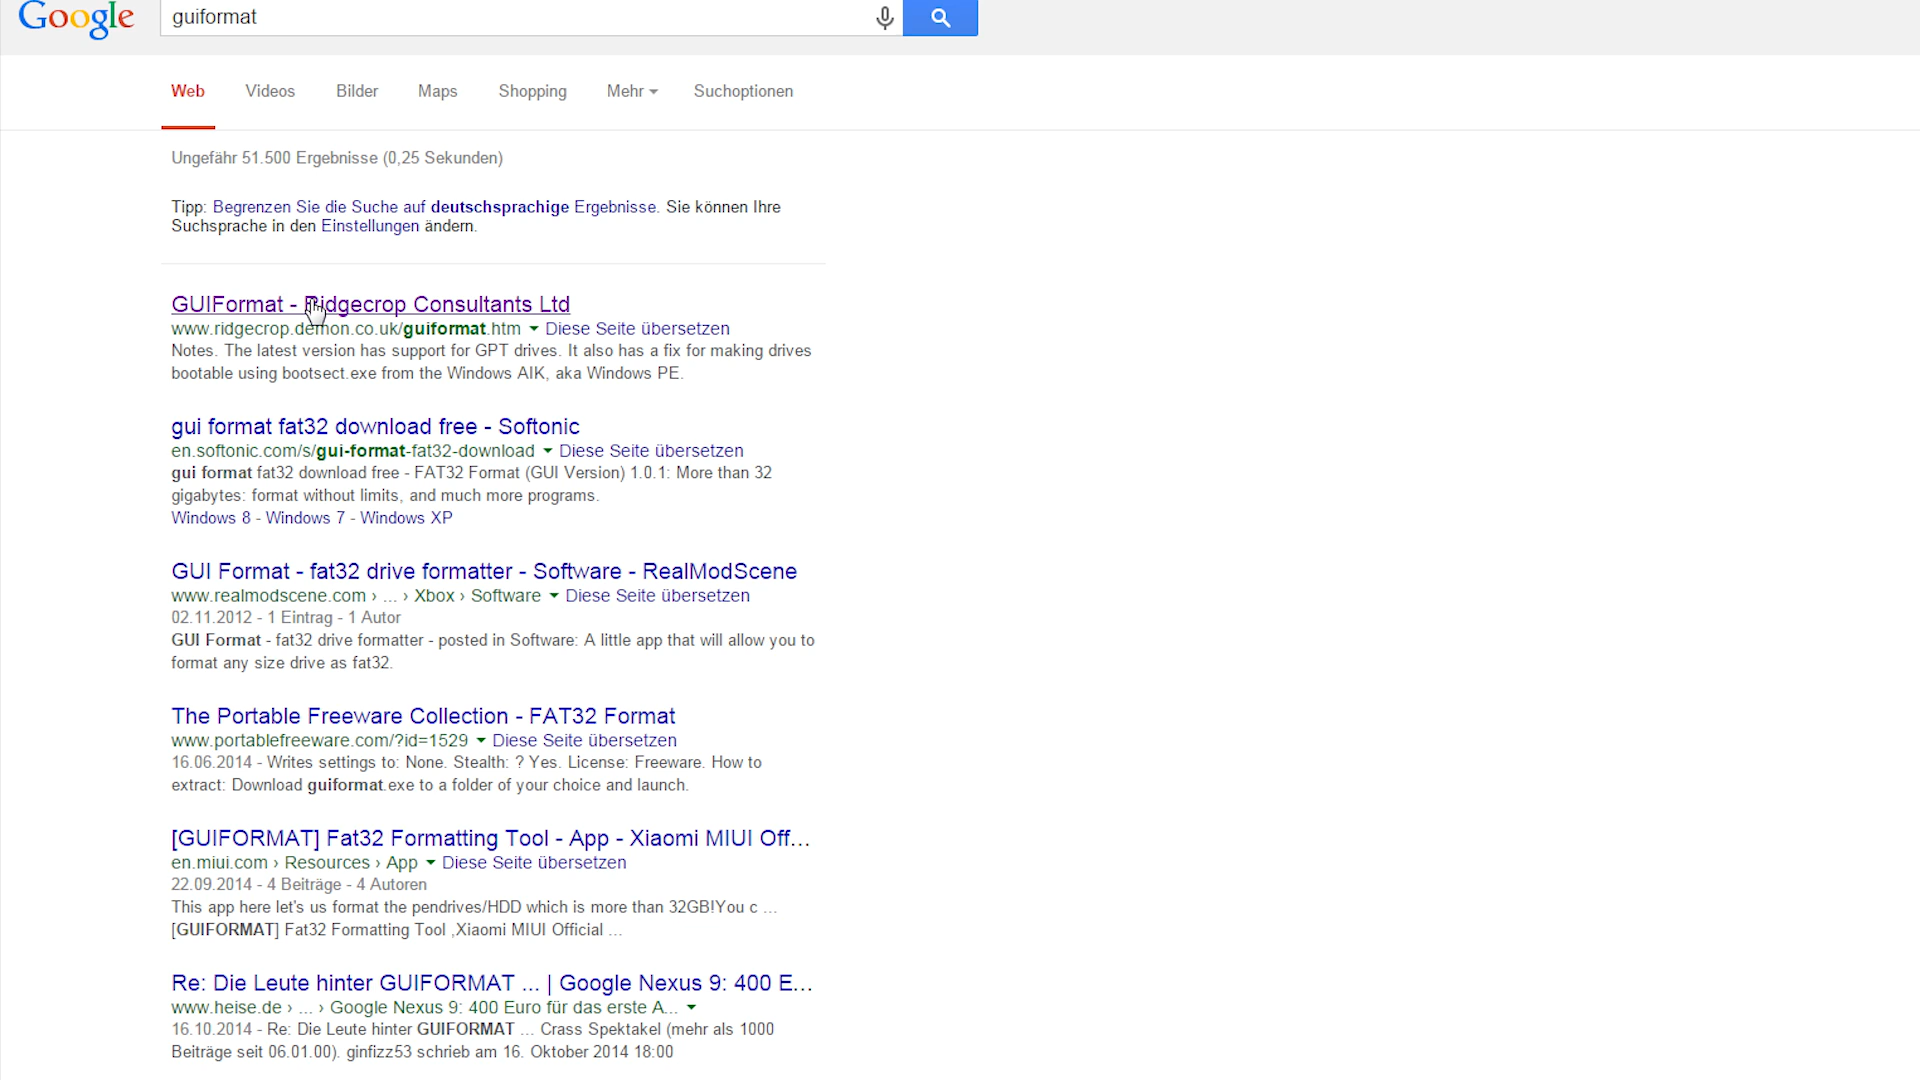 Google guiformat
Web Videos Bilder Maps Shopping Mehr Suchoptionen
Ungefähr 51.500 Ergebnisse (0,25 Sekunden)
Tipp: Begrenzen Sie die Suche auf deutschsprachige Ergebnisse. Sie können Ihre
Suchsprache in den Einstellungen ändern.
GUIFormat - Ridgecrop Consultants Ltd
www.ridgecrop.demon.co.uk/guiformat.htm Diese Seite übersetzen
Notes. The latest version has support for GPT drives. It also has a fix for making drives
bootable using bootsect.exe from the Windows AIK, aka Windows PE.
gui format fat32 download free - Softonic
en.softonic.com/s/gui-format-fat32-download Diese Seite übersetzen
gui format fat32 download free - FAT32 Format (GUI Version) 1.0.1: More than 32
gigabytes: format without limits, and much more programs.
Windows 8 - Windows 7 - Windows XP
GUI Format - fat32 drive formatter - Software - RealModScene
www.realmodscene.com › ... › Xbox › Software Diese Seite übersetzen
02.11.2012 - 1 Eintrag - 1 Autor
GUI Format - fat32 drive formatter - posted in Software: A little app that will allow you to
format any size drive as fat32.
The Portable Freeware Collection - FAT32 Format
www.portablefreeware.com/?id=1529 Diese Seite übersetzen
16.06.2014 - Writes settings to: None. Stealth: ? Yes. License: Freeware. How to
extract: Download guiformat.exe to a folder of your choice and launch.
[GUIFORMAT] Fat32 Formatting Tool - App - Xiaomi MIUI Off...
en.miui.com › Resources › App Diese Seite übersetzen
22.09.2014 - 4 Beiträge - 4 Autoren
This app here let's us format the pendrives/HDD which is more than 32GB!You c ...
[GUIFORMAT] Fat32 Formatting Tool ,Xiaomi MIUI Official ...
Re: Die Leute hinter GUIFORMAT ... | Google Nexus 9: 400 E...
www.heise.de › ... › Google Nexus 9: 400 Euro für das erste A...
16.10.2014 - Re: Die Leute hinter GUIFORMAT ... Crass Spektakel (mehr als 1000
Beiträge seit 06.01.00). ginfizz53 schrieb am 16. Oktober 2014 18:00